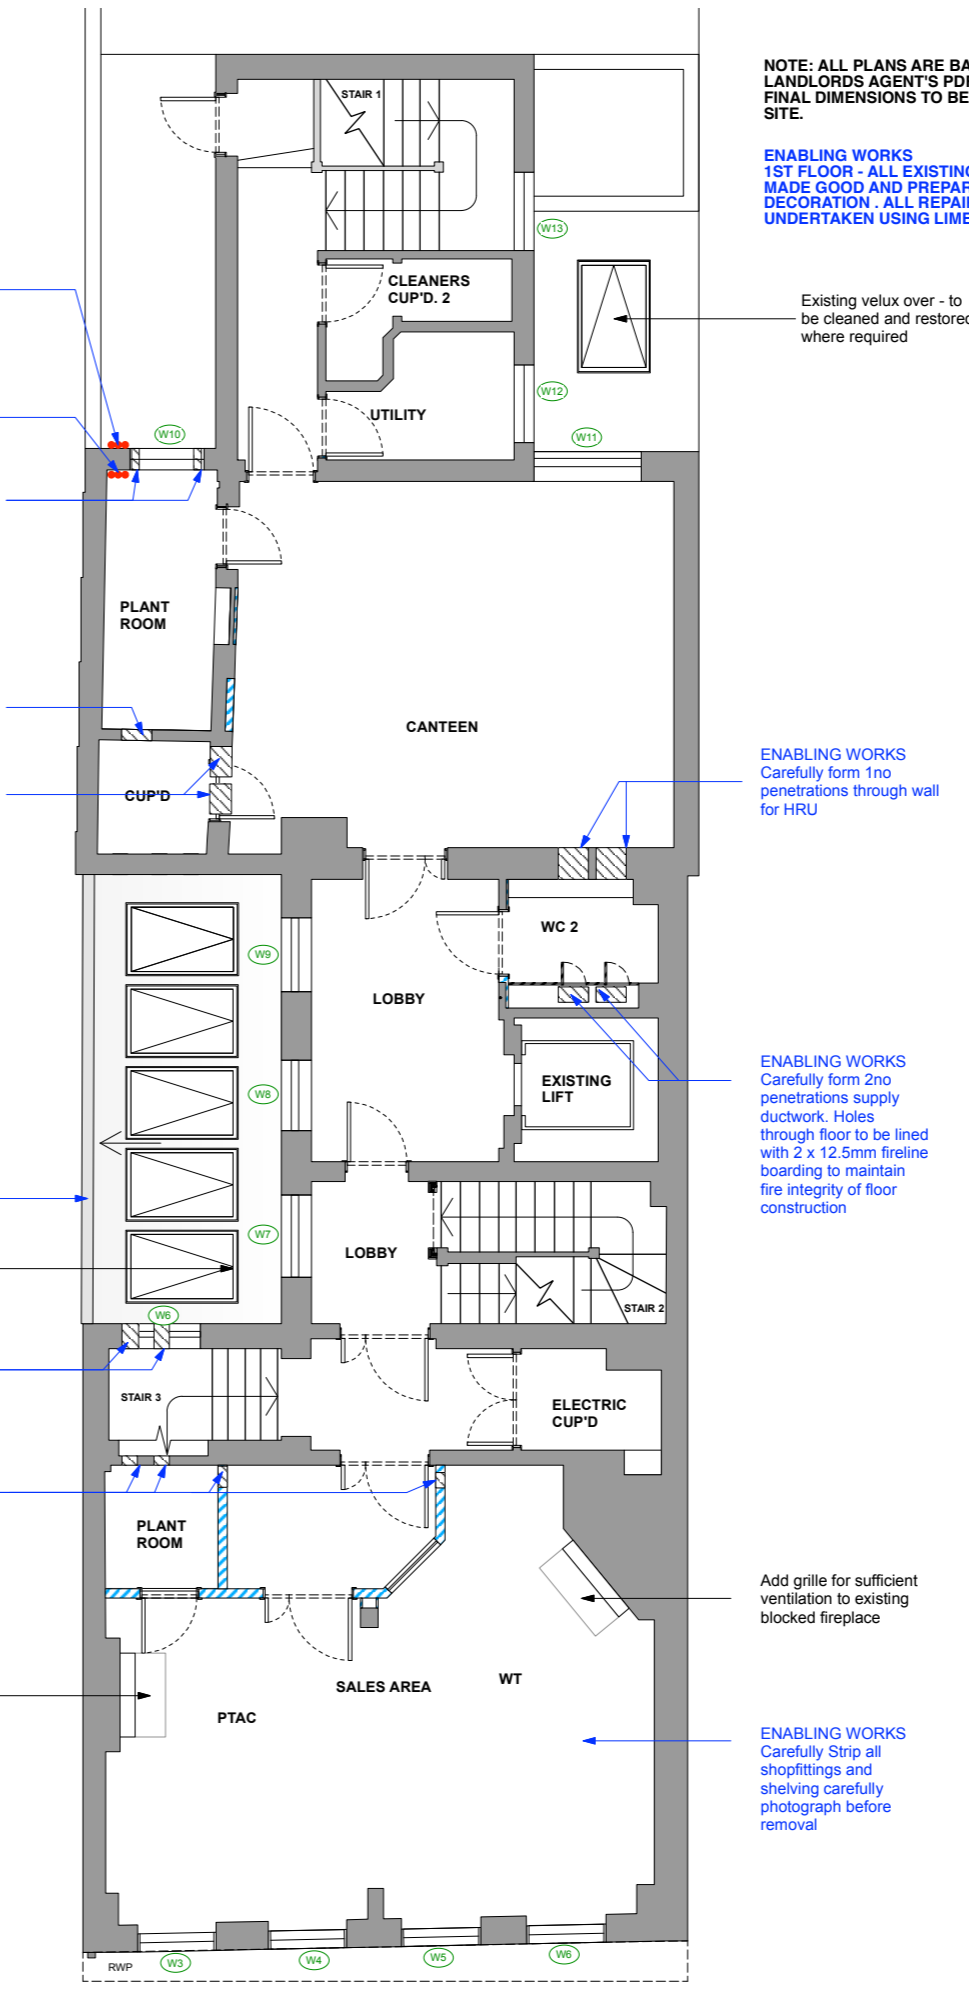 NOTE: ALL PLANS ARE BA
LANDLORDS AGENT'S PD
FINAL DIMENSIONS TO BE
SITE.
ENABLING WORKS
1ST FLOOR - ALL EXISTING
MADE GOOD AND PREPAR
DECORATION . ALL REPAI
UNDERTAKEN USING LIME
STAIR 1
W13
CLEANERS
CUP'D. 2
Existing velux over - to
be cleaned and restored
where required
W12
UTILITY
W10
W11
PLANT
ROOM
CANTEEN
CUP'D
ENABLING WORKS
Carefully form 1no
penetrations through wall
for HRU
WC 2
W9
LOBBY
EXISTING
LIFT
W8
ENABLING WORKS
Carefully form 2no
penetrations supply
ductwork. Holes
through floor to be lined
with 2 x 12.5mm fireline
boarding to maintain
fire integrity of floor
construction
W7
LOBBY
STAIR 2
W6
STAIR 3
ELECTRIC
CUP'D
PLANT
ROOM
Add grille for sufficient
ventilation to existing
blocked fireplace
SALES AREA
WT
PTAC
ENABLING WORKS
Carefully Strip all
shopfittings and
shelving carefully
photograph before
removal
RWP
W3
W4
W5
W6